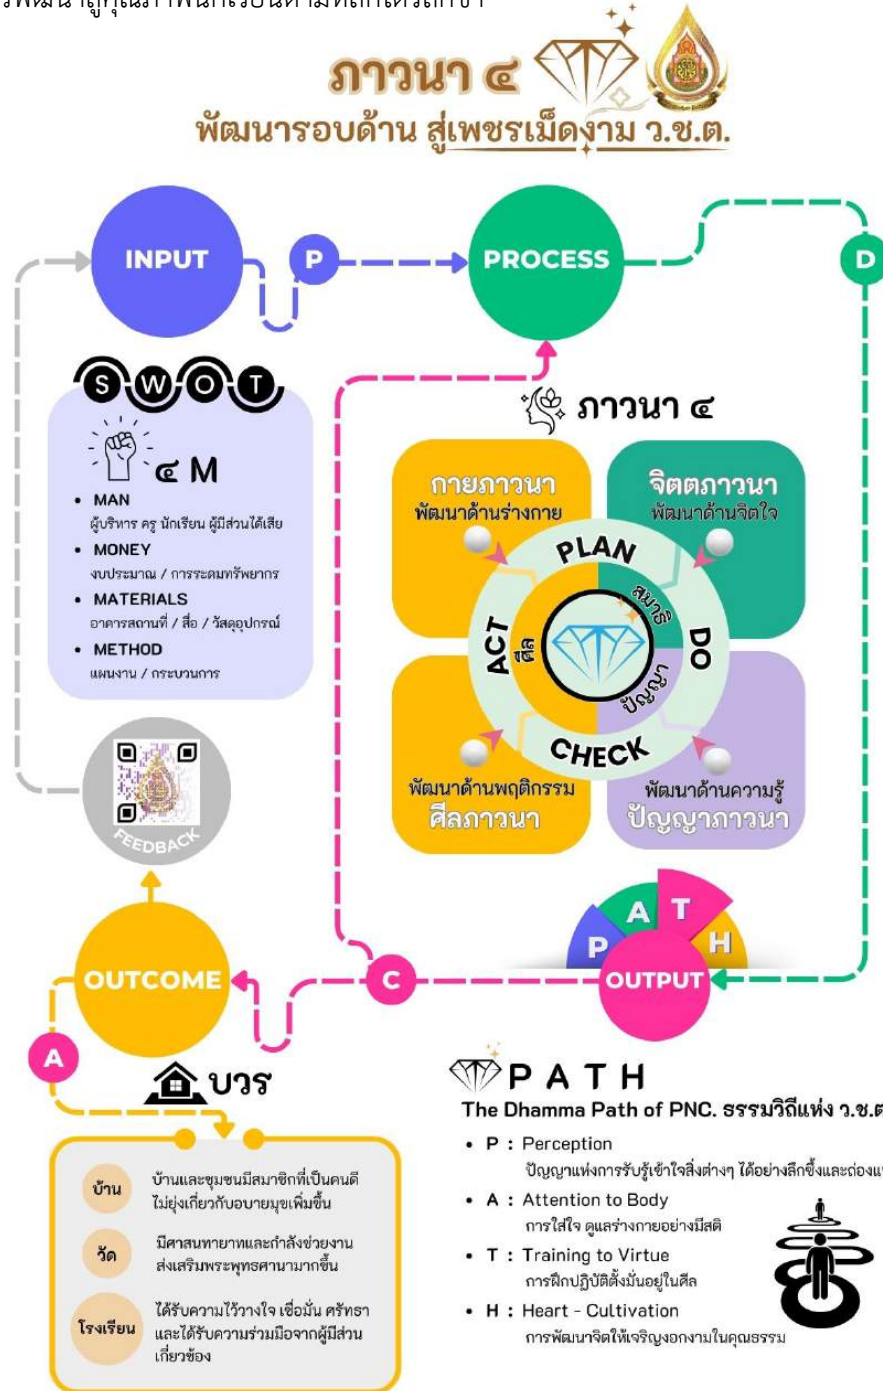 ภาวนา ๔
พัฒนารอบด้าน สู่เพชรเม็ดงาม ว.ช.ต.
INPUT
P
PROCESS
D
SWOT
๔ M
• MAN
ผู้บริหาร ครู นักเรียน ผู้มีส่วนได้เสีย
• MONEY
งบประมาณ / การระดมทรัพยากร
• MATERIALS
อาคารสถานที่ / สื่อ / วัสดุอุปกรณ์
• METHOD
แผนงาน / กระบวนการ
ภาวนา ๔
กายภาวนา
พัฒนาด้านร่างกาย
จิตตภาวนา
พัฒนาด้านจิตใจ
PLAN
DO
CHECK
ACT
ศีล
สมาธิ
ปัญญา
พัฒนาด้านพฤติกรรม
ศีลภาวนา
พัฒนาด้านความรู้
ปัญญาภาวนา
FEEDBACK
P A T H
OUTPUT
C
OUTCOME
A
บวร
บ้าน
บ้านและชุมชนมีสมาชิกที่เป็นคนดี
ไม่ยุ่งเกี่ยวกับอบายมุขเพิ่มขึ้น
วัด
มีศาสนทายาทและกำลังช่วยงาน
ส่งเสริมพระพุทธศานามากขึ้น
โรงเรียน
ได้รับความไว้วางใจ เชื่อมั่น ศรัทธา
และได้รับความร่วมมือจากผู้มีส่วน
เกี่ยวข้อง
P A T H
The Dhamma Path of PNC. ธรรมวิถีแห่ง ว.ช.ต
• P : Perception
ปัญญาแห่งการรับรู้เข้าใจสิ่งต่างๆ ได้อย่างลึกซึ้งและถ่องแ
• A : Attention to Body
การใส่ใจ ดูแลร่างกายอย่างมีสติ
• T : Training to Virtue
การฝึกปฏิบัติตั้งมั่นอยู่ในศีล
• H : Heart - Cultivation
การพัฒนาจิตให้เจริญงอกงามในคุณธรรม